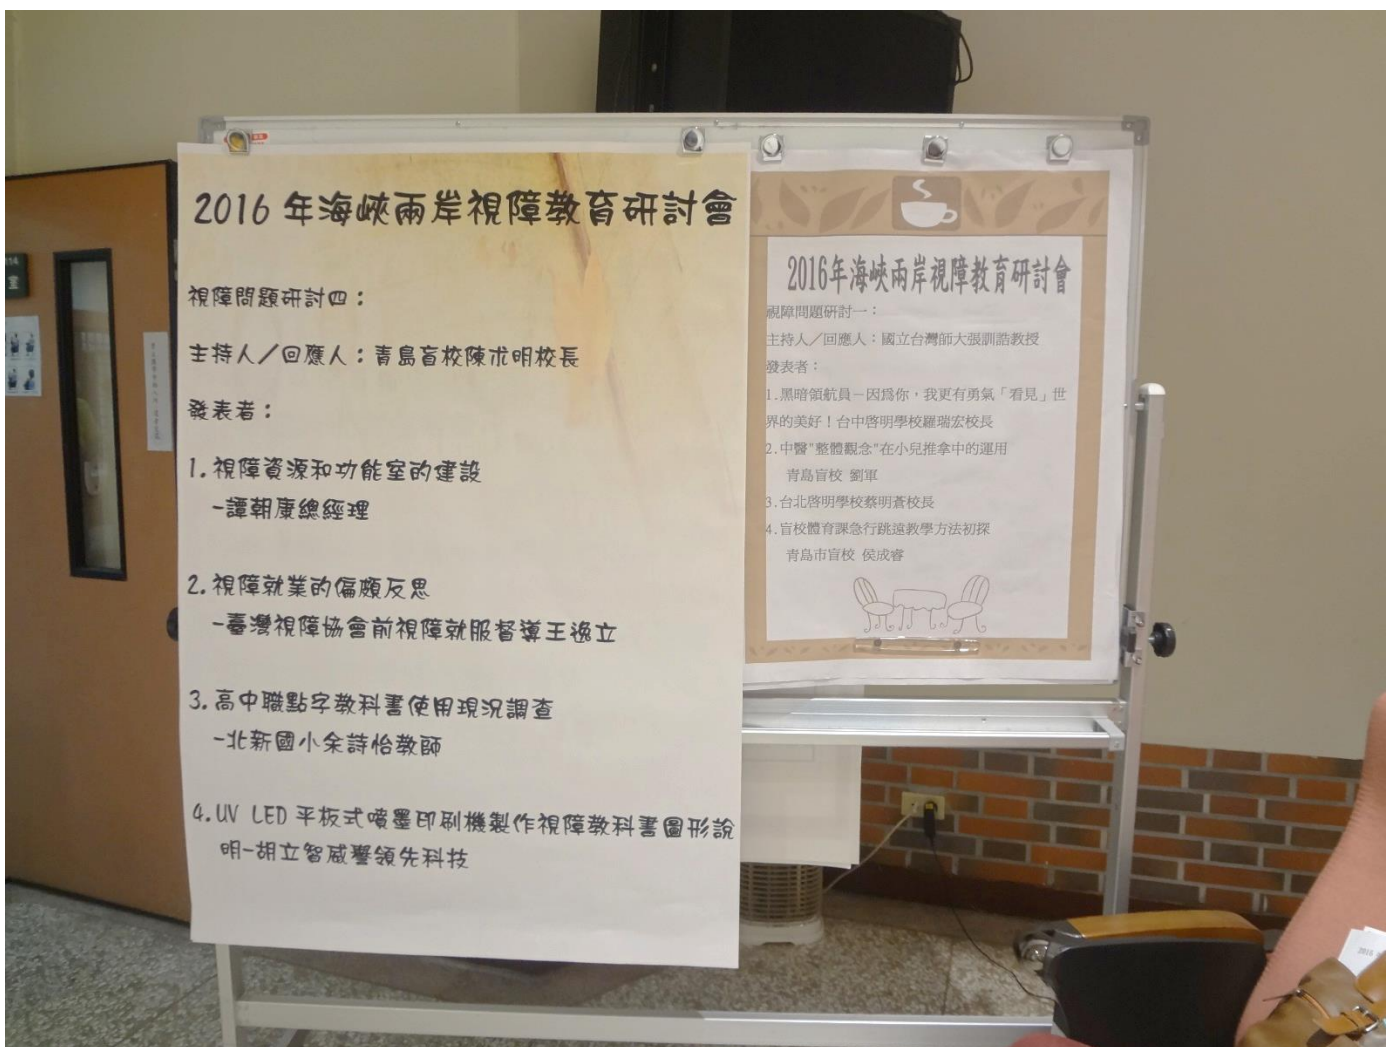 2016 年海峽兩岸視障教育研討會
視障問題研討四：
主持人／回應人：青島盲校陳朮明校長
發表者：
1.視障資源和功能室的建設
-譚朝康總經理
2.視障就業的偏頗反思
-臺灣視障協會前視障就服督導王逸立
3.高中職點字教科書使用現況調查
-北新國小余詩怡教師
4.UV LED 平板式噴墨印刷機製作視障教科書圖形說
明-胡立智威譽領先科技
2016年海峽兩岸視障教育研討會
視障問題研討一：
主持人／回應人：國立台灣師大張訓誥教授
發表者：
1.黑暗領航員－因爲你，我更有勇氣「看見」世
界的美好！台中啓明學校羅瑞宏校長
2.中醫"整體觀念"在小兒推拿中的運用
青島盲校 劉軍
3.台北啓明學校蔡明蒼校長
4.盲校體育課急行跳遠教學方法初探
青島市盲校 侯成睿
室